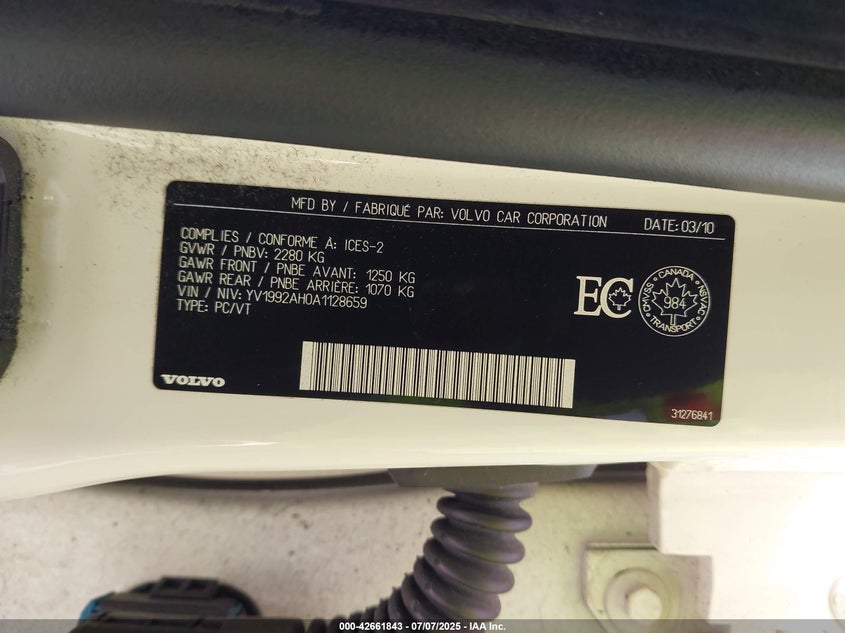 MFD BY / FABRIQUÉ PAR: VOLVO CAR CORPORATION DATE: 03/10
COMPLIES / CONFORME À: ICES-2
GVWR / PNBV: 2280 KG
GAWR FRONT / PNBE AVANT: 1250 KG
GAWR REAR / PNBE ARRIÈRE: 1070 KG
VIN / NIV: YV1992AH0A1128659
TYPE: PC/VT
EC
CANADA
CMVSS
NSVAC
984
TRANSPORT
VOLVO
31276841
000-42661843 - 07/07/2025 - IAA Inc.